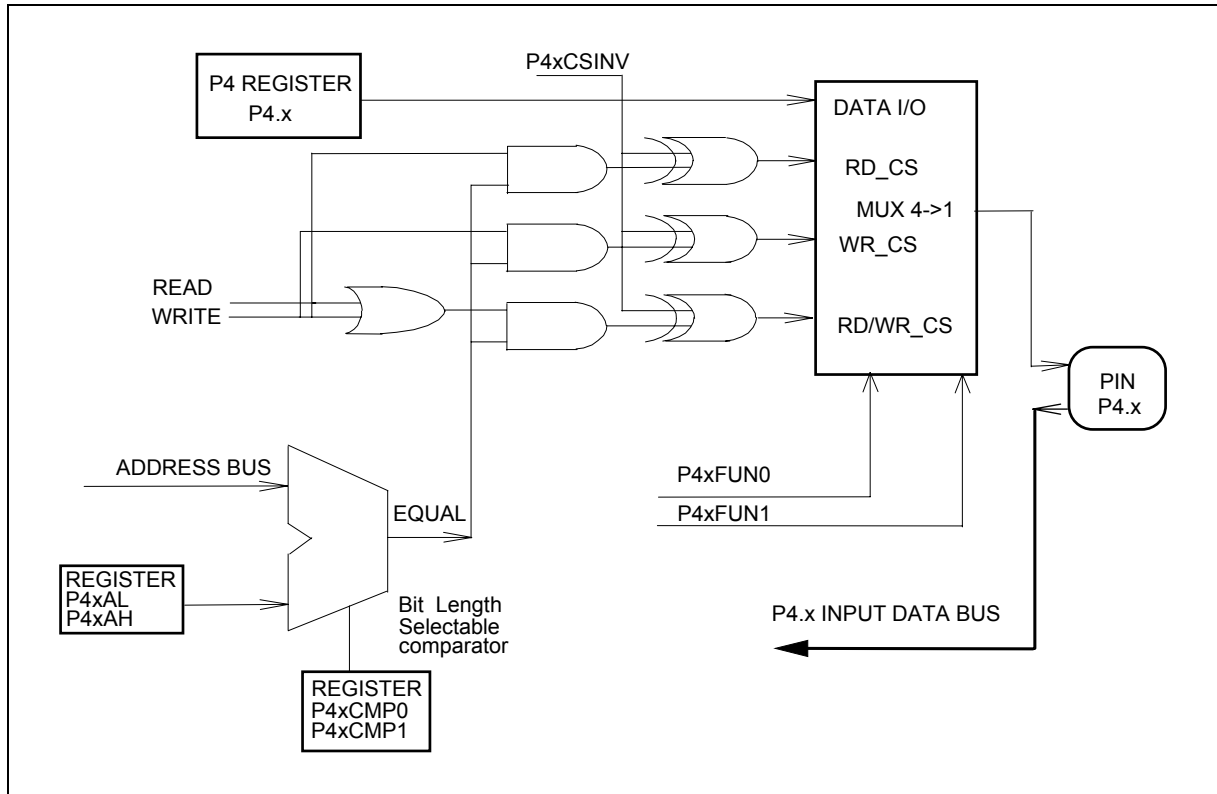 P4xCSINV
P4 REGISTER
P4.x
DATA I/O
RD_CS
MUX 4->1
WR_CS
READ
WRITE
RD/WR_CS
PIN
P4.x
ADDRESS BUS
P4xFUN0
EQUAL
P4xFUN1
REGISTER
P4xAL
P4xAH
Bit Length
Selectable
comparator
P4.x INPUT DATA BUS
REGISTER
P4xCMP0
P4xCMP1